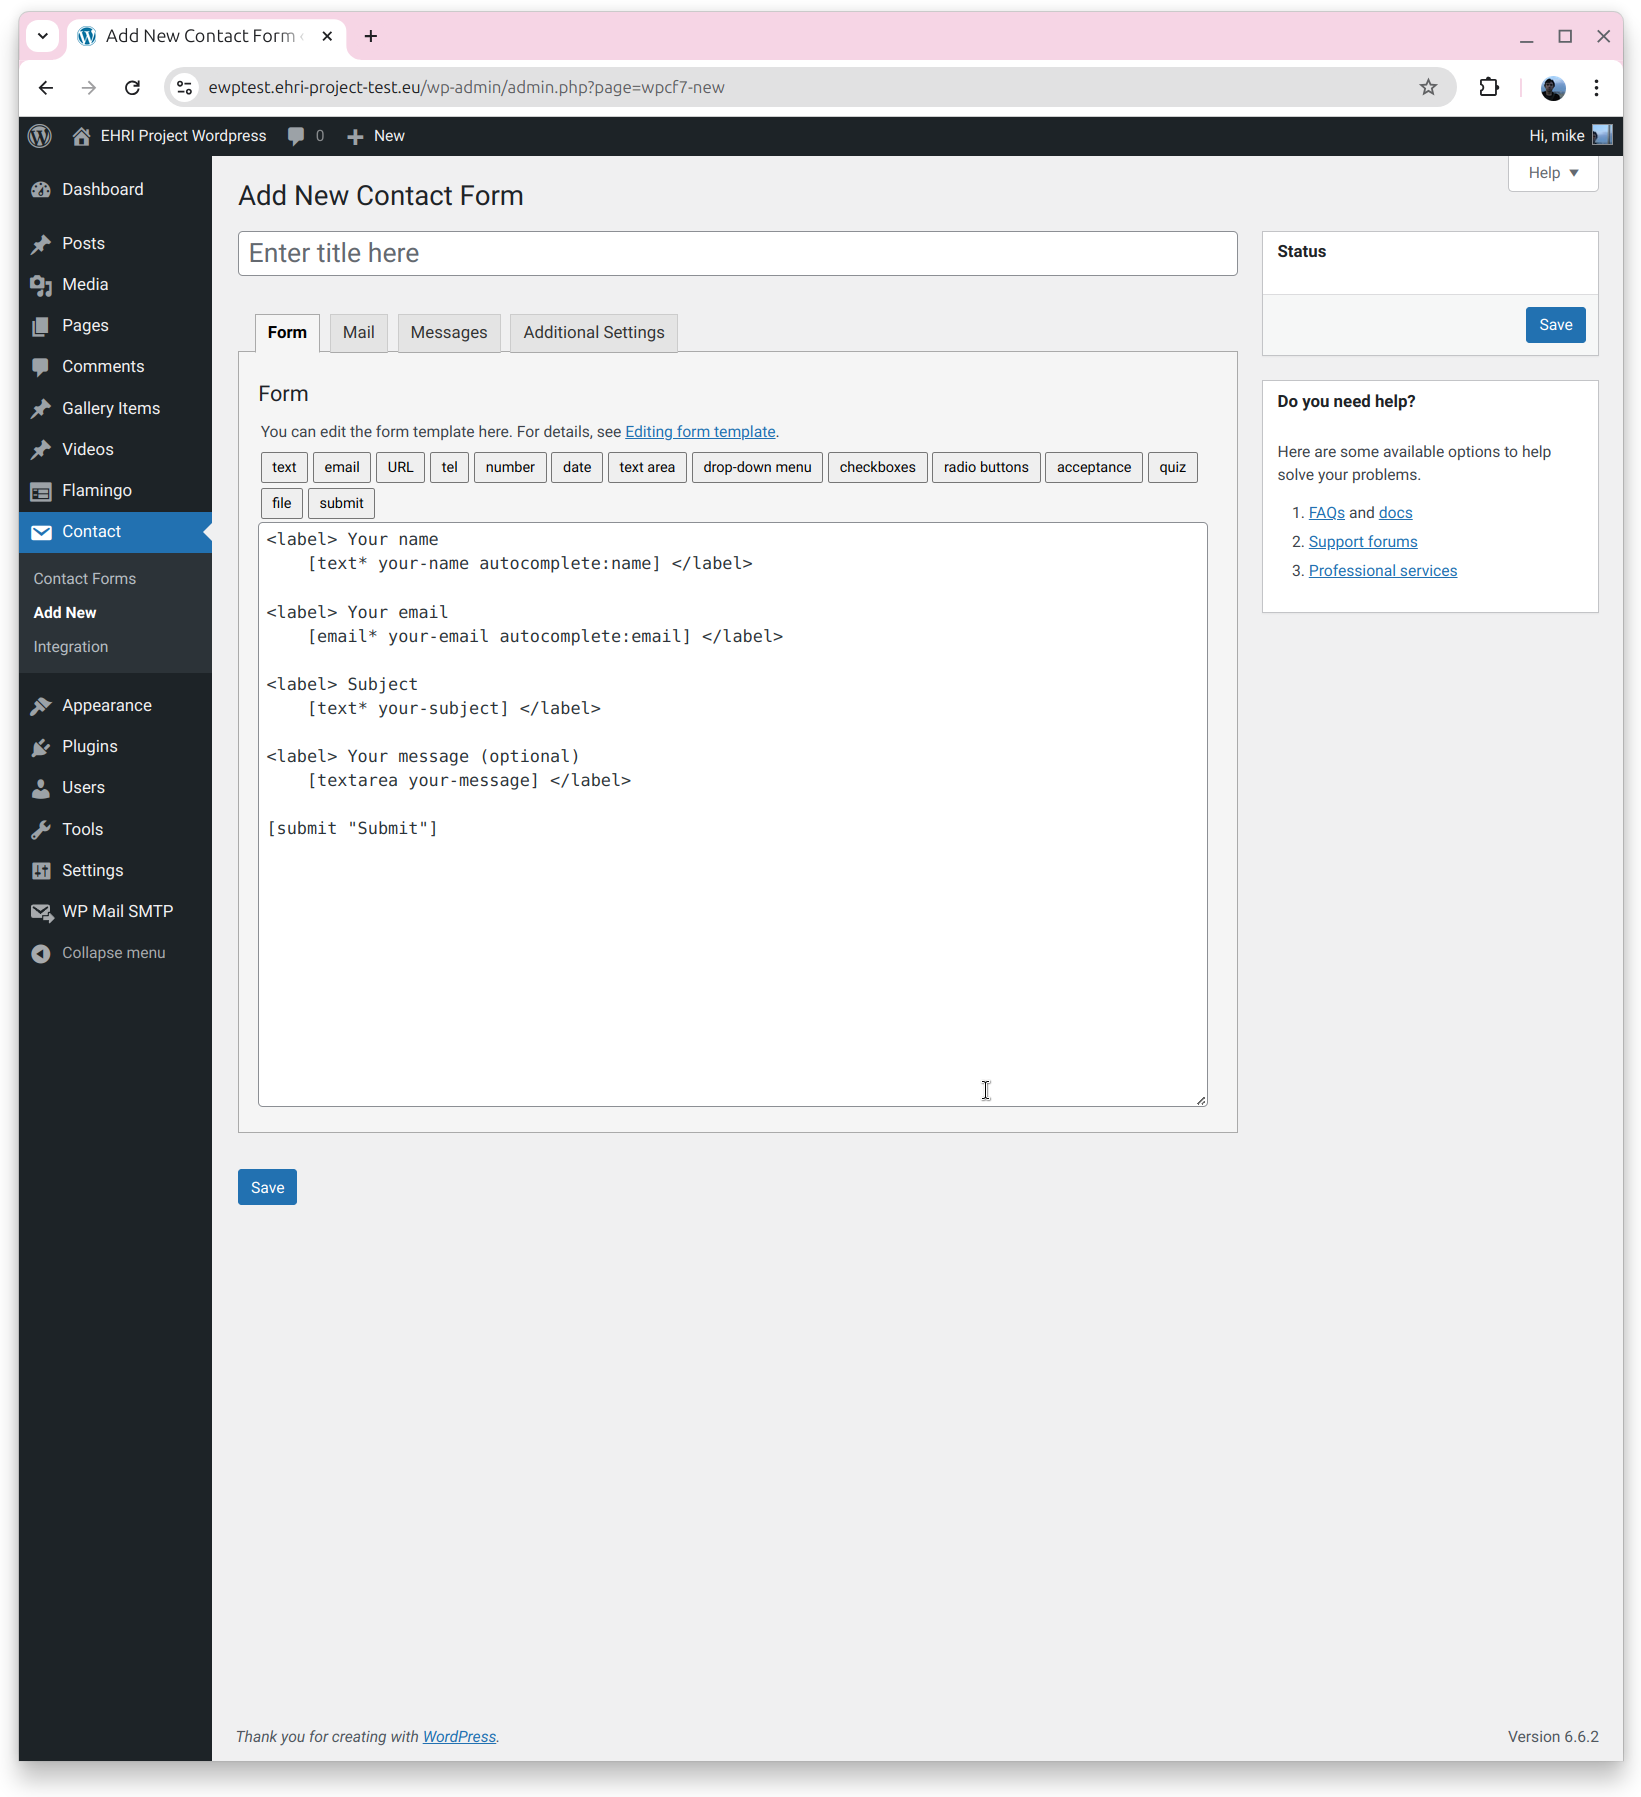 Add New Contact Form
ewptest.ehri-project-test.eu/wp-admin/admin.php?page=wpcf7-new
EHRI Project Wordpress 0 New Hi, mike
Dashboard
Posts
Media
Pages
Comments
Gallery Items
Videos
Flamingo
Contact
Contact Forms
Add New
Integration
Appearance
Plugins
Users
Tools
Settings
WP Mail SMTP
Collapse menu
Help
Add New Contact Form
Enter title here
Form Mail Messages Additional Settings
Form
You can edit the form template here. For details, see Editing form template.
text email URL tel number date text area drop-down menu checkboxes radio buttons acceptance quiz
file submit
<label> Your name
    [text* your-name autocomplete:name] </label>
<label> Your email
    [email* your-email autocomplete:email] </label>
<label> Subject
    [text* your-subject] </label>
<label> Your message (optional)
    [textarea your-message] </label>
[submit "Submit"]
Save
Status
Save
Do you need help?
Here are some available options to help
solve your problems.
1. FAQs and docs
2. Support forums
3. Professional services
Thank you for creating with WordPress.
Version 6.6.2